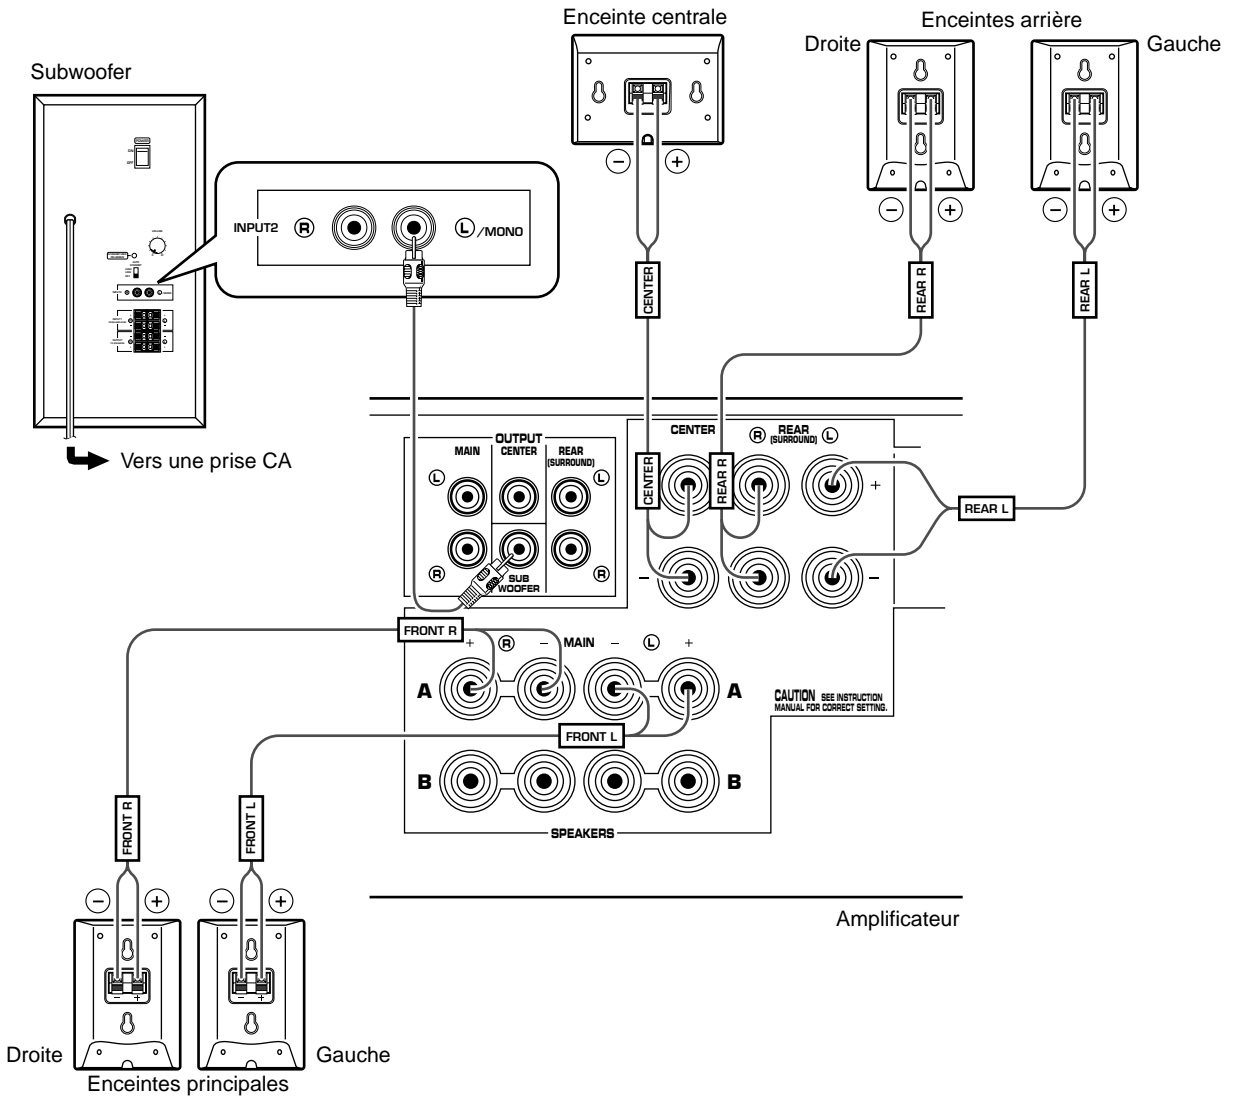 Enceinte centrale
Enceintes arrière
Droite
Gauche
Subwoofer
INPUT2 R L /MONO
- +
- +
- +
CENTER
REAR R
REAR L
Vers une prise CA
OUTPUT
MAIN
CENTER
REAR
(SURROUND)
L
L
R
R
SUB
WOOFER
CENTER
R REAR L
(SURROUND)
CENTER
REAR R
+
REAR L
-
-
FRONT R
+ R - MAIN - L +
A
A
CAUTION SEE INSTRUCTION
MANUAL FOR CORRECT SETTING.
FRONT L
B
B
SPEAKERS
FRONT R
FRONT L
- +
- +
Amplificateur
- +
- +
Droite
Gauche
Enceintes principales